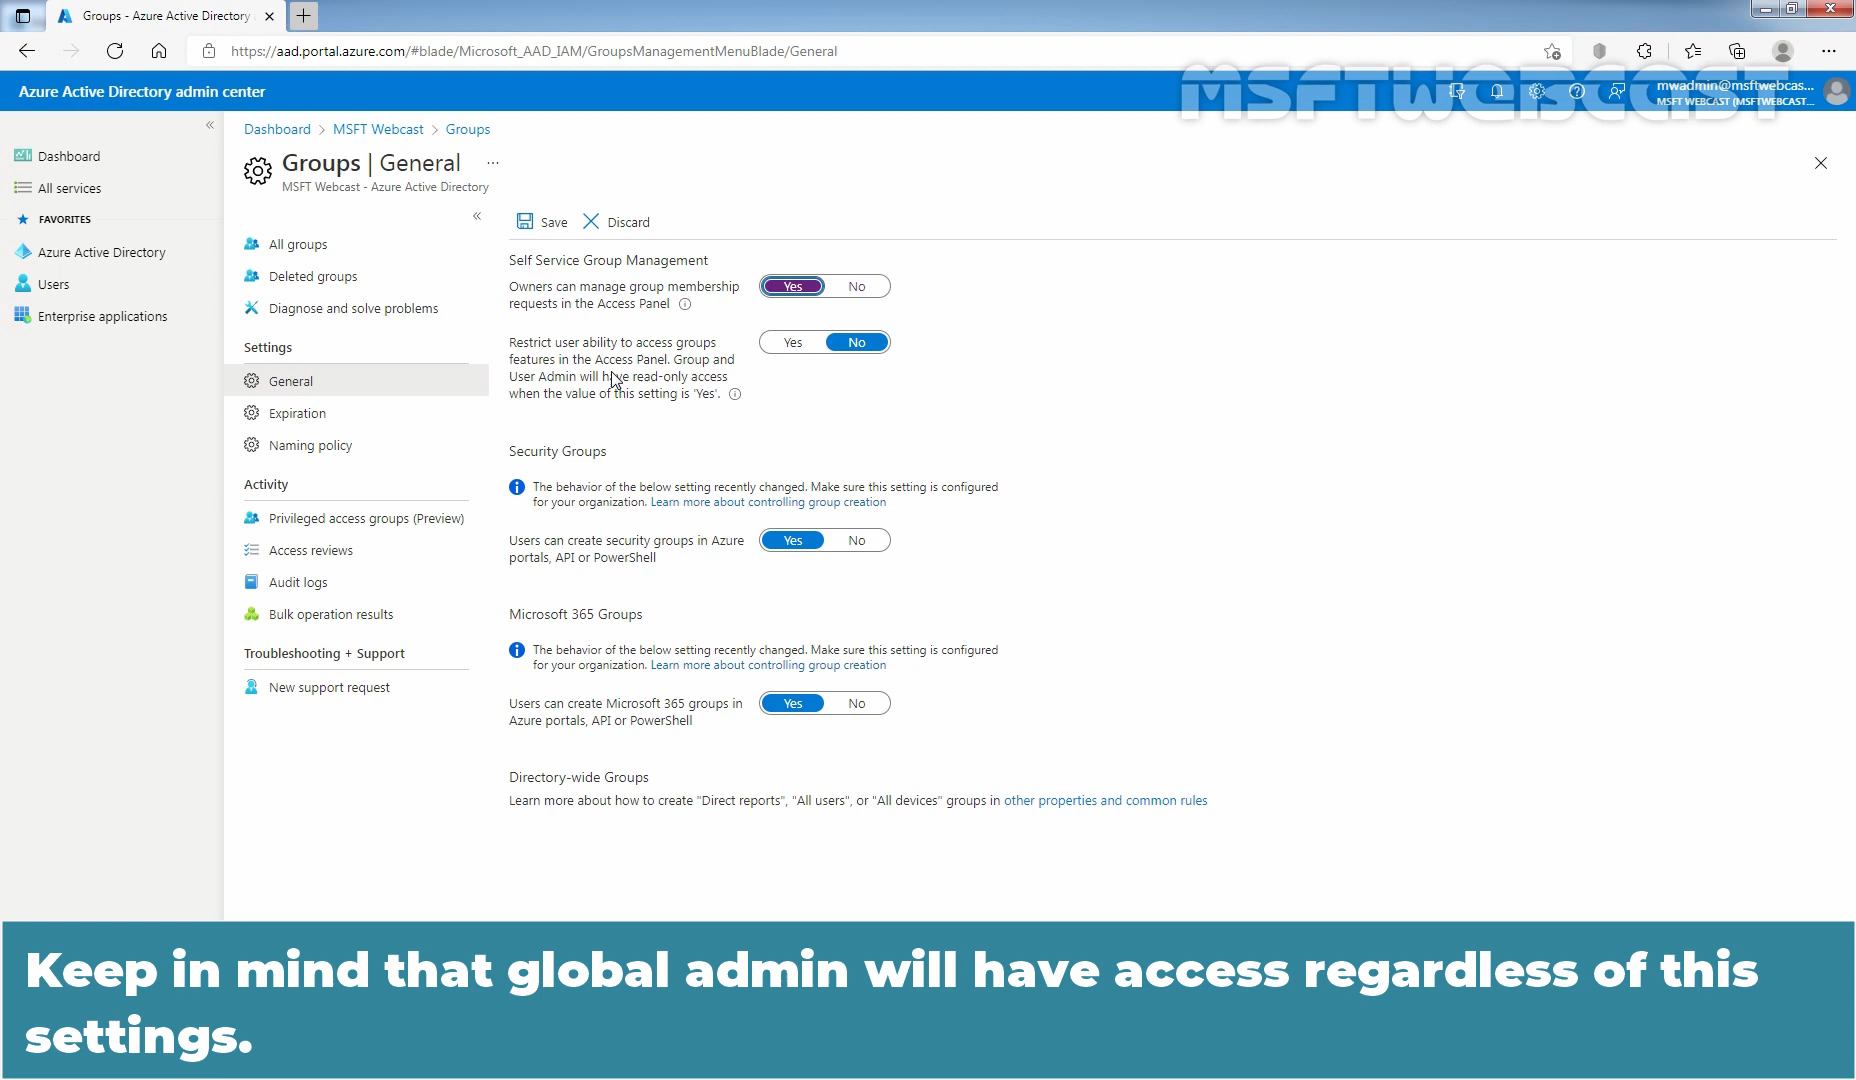 Groups - Azure Active Directory
https://aad.portal.azure.com/#blade/Microsoft_AAD_IAM/GroupsManagementMenuBlade/General
MSFTWEBCAST
Azure Active Directory admin center
mwadmin@msftwebcas...
MSFT WEBCAST (MSFTWEBCAST...
Dashboard
All services
FAVORITES
Azure Active Directory
Users
Enterprise applications
Dashboard > MSFT Webcast > Groups
Groups | General ...
MSFT Webcast - Azure Active Directory
All groups
Deleted groups
Diagnose and solve problems
Settings
General
Expiration
Naming policy
Activity
Privileged access groups (Preview)
Access reviews
Audit logs
Bulk operation results
Troubleshooting + Support
New support request
Save Discard
Self Service Group Management
Owners can manage group membership
requests in the Access Panel
Yes No
Restrict user ability to access groups
features in the Access Panel. Group and
User Admin will have read-only access
when the value of this setting is 'Yes'.
Yes No
Security Groups
The behavior of the below setting recently changed. Make sure this setting is configured
for your organization. Learn more about controlling group creation
Users can create security groups in Azure
portals, API or PowerShell
Yes No
Microsoft 365 Groups
The behavior of the below setting recently changed. Make sure this setting is configured
for your organization. Learn more about controlling group creation
Users can create Microsoft 365 groups in
Azure portals, API or PowerShell
Yes No
Directory-wide Groups
Learn more about how to create "Direct reports", "All users", or "All devices" groups in other properties and common rules
Keep in mind that global admin will have access regardless of this
settings.